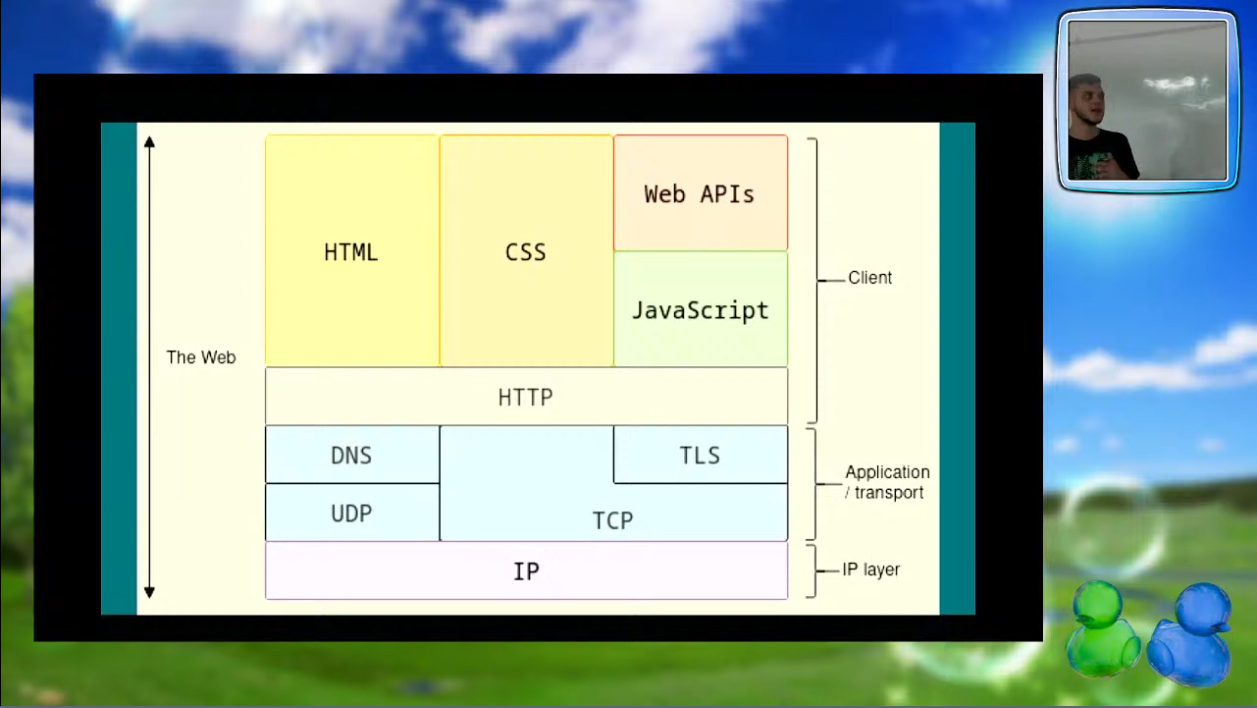 Web APIs
HTML
CSS
Client
JavaScript
The Web
HTTP
DNS
TLS
Application
/ transport
UDP
TCP
IP
IP layer